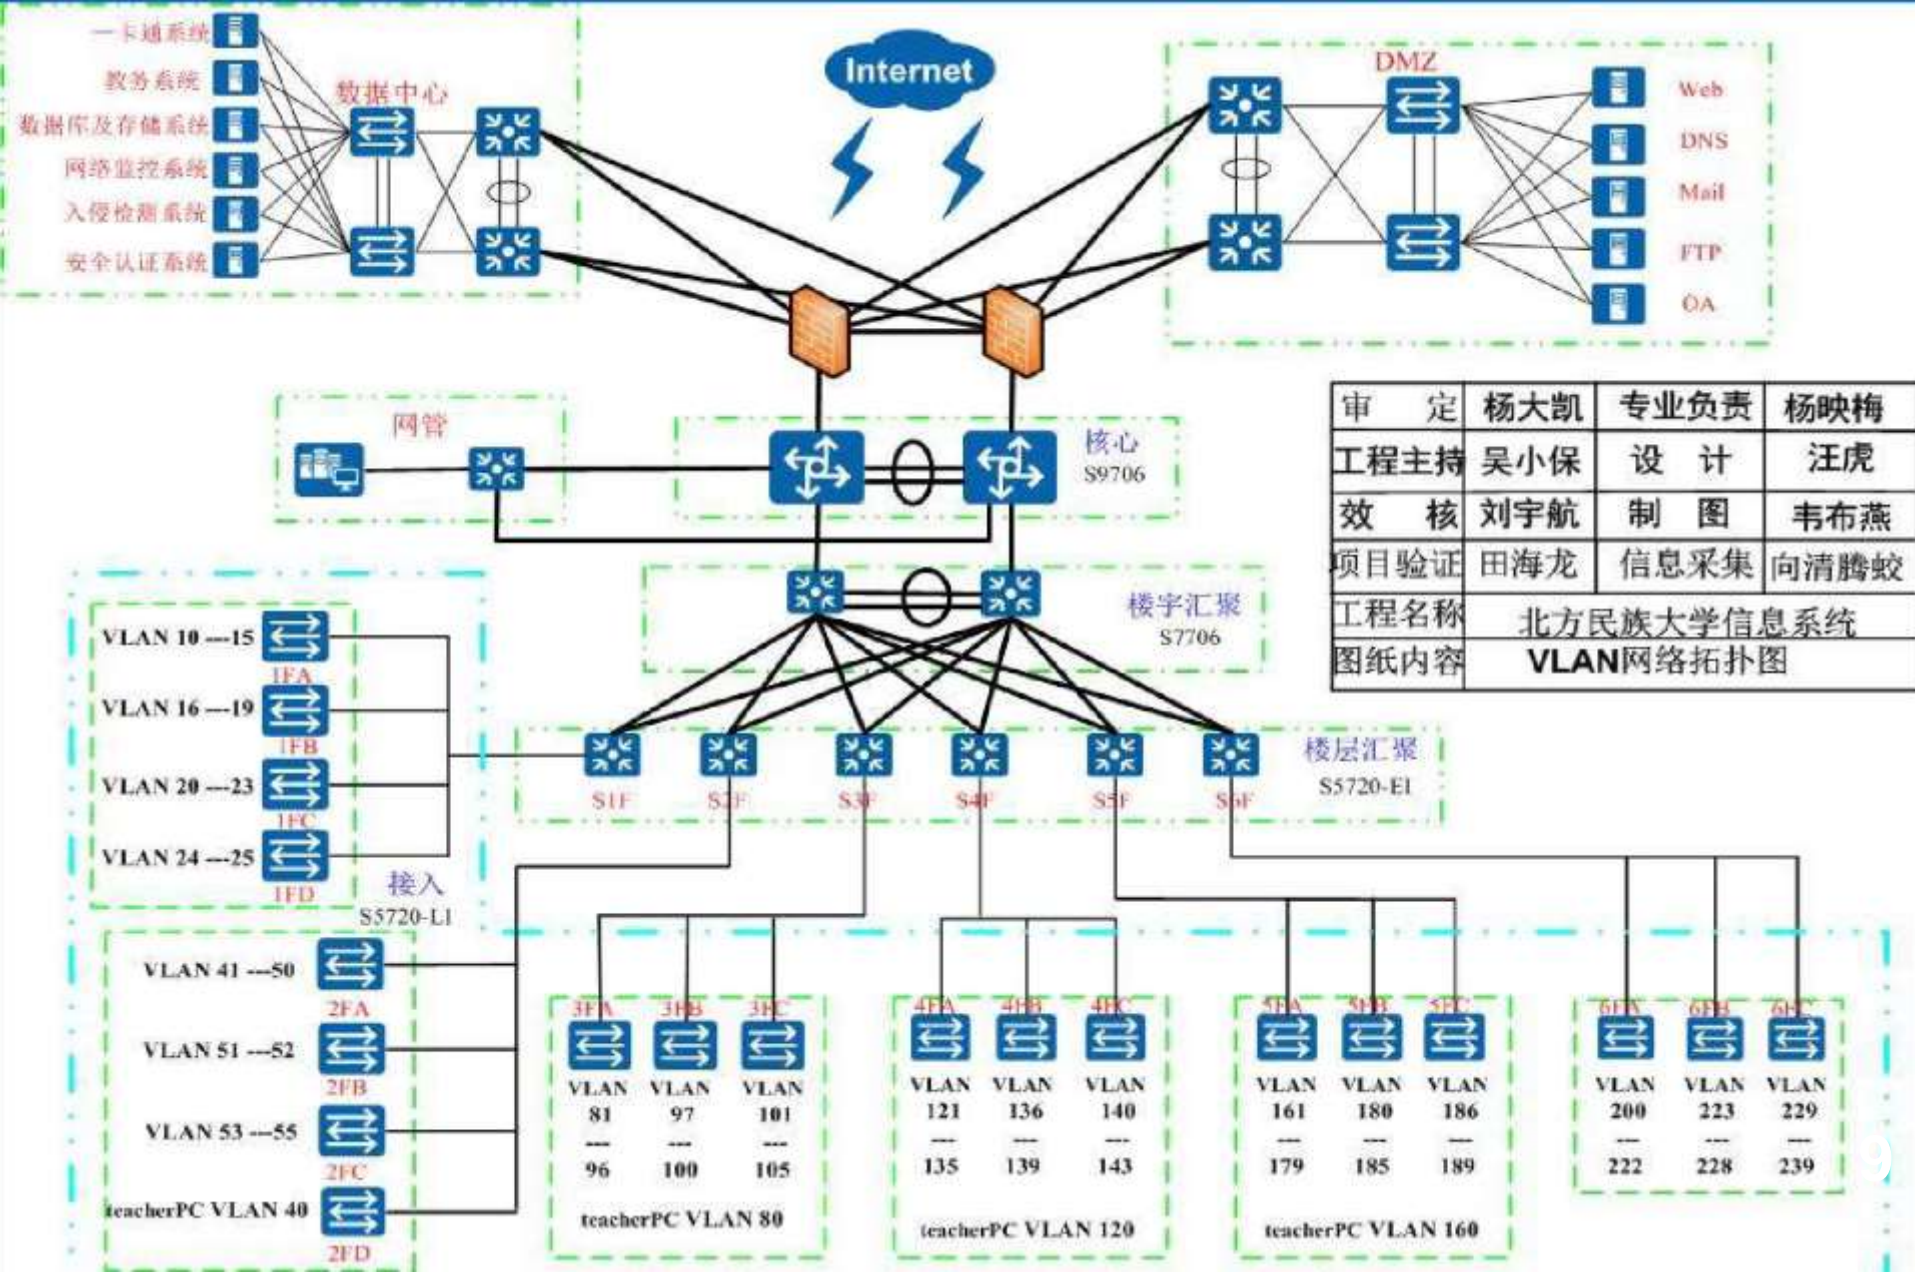 一卡通系统
教务系统
数据库及存储系统
网络监控系统
入侵检测系统
安全认证系统
数据中心
Internet
DMZ
Web
DNS
Mail
FTP
OA
网管
核心
S9706
审 定 杨大凯 专业负责 杨映梅
工程主持 吴小保 设 计 汪虎
效 核 刘宇航 制 图 韦布燕
项目验证 田海龙 信息采集 向清腾蛟
工程名称 北方民族大学信息系统
图纸内容 VLAN网络拓扑图
楼宇汇聚
S7706
楼层汇聚
S5720-EI
S1F S2F S3F S4F S5F S6F
VLAN 10 ---15
1FA
VLAN 16 ---19
1FB
VLAN 20 ---23
1FC
VLAN 24 ---25
1FD
接入
S5720-LI
VLAN 41 ---50
2FA
VLAN 51 ---52
2FB
VLAN 53 ---55
2FC
teacherPC VLAN 40
2FD
3FA 3FB 3FC
VLAN VLAN VLAN
81 97 101
--- --- ---
96 100 105
teacherPC VLAN 80
4FA 4FB 4FC
VLAN VLAN VLAN
121 136 140
--- --- ---
135 139 143
teacherPC VLAN 120
5FA 5FB 5FC
VLAN VLAN VLAN
161 180 186
--- --- ---
179 185 189
teacherPC VLAN 160
6FA 6FB 6FC
VLAN VLAN VLAN
200 223 229
--- --- ---
222 228 239
9